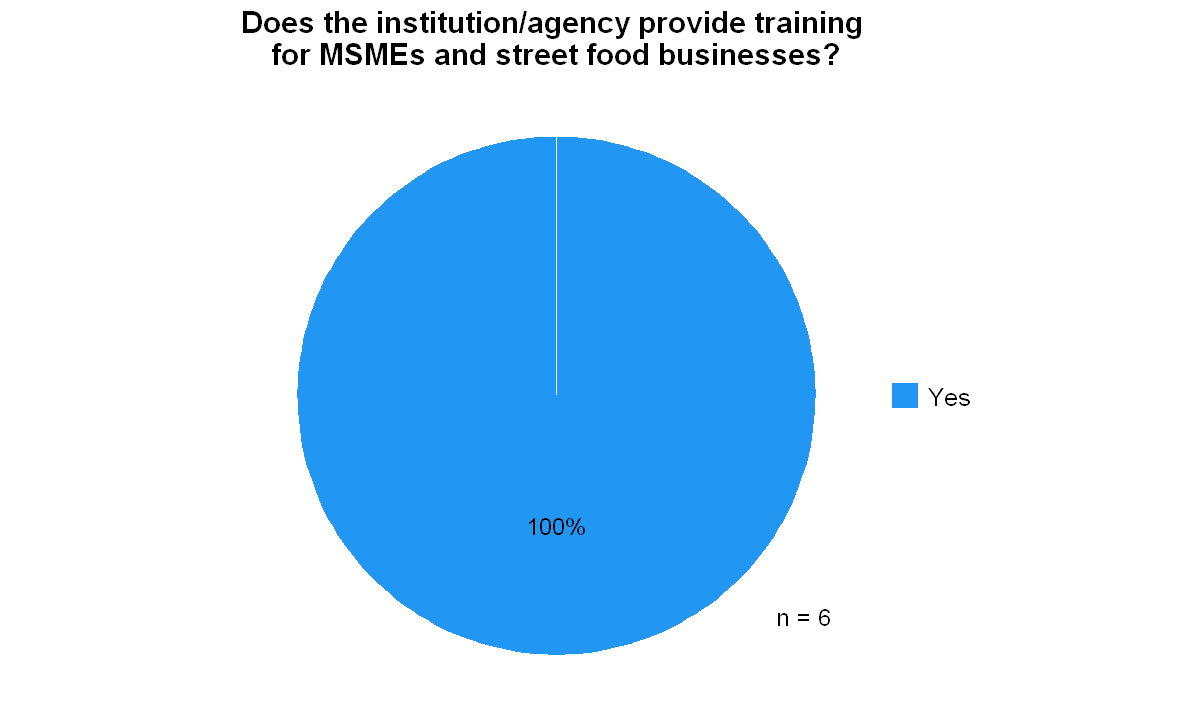 Does the institution/agency provide training
for MSMEs and street food businesses?
Yes
100%
n = 6